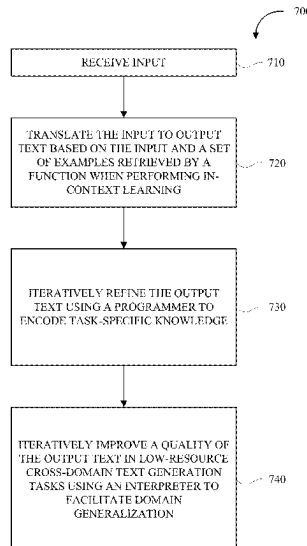 700
RECEIVE INPUT
710
TRANSLATE THE INPUT TO OUTPUT
TEXT BASED ON THE INPUT AND A SET
OF EXAMPLES RETRIEVED BY A
FUNCTION WHEN PERFORMING IN-
CONTEXT LEARNING
720
ITERATIVELY REFINE THE OUTPUT
TEXT USING A PROGRAMMER TO
ENCODE TASK-SPECIFIC KNOWLEDGE
730
ITERATIVELY IMPROVE A QUALITY OF
THE OUTPUT TEXT IN LOW-RESOURCE
CROSS-DOMAIN TEXT GENERATION
TASKS USING AN INTERPRETER TO
FACILITATE DOMAIN
GENERALIZATION
740